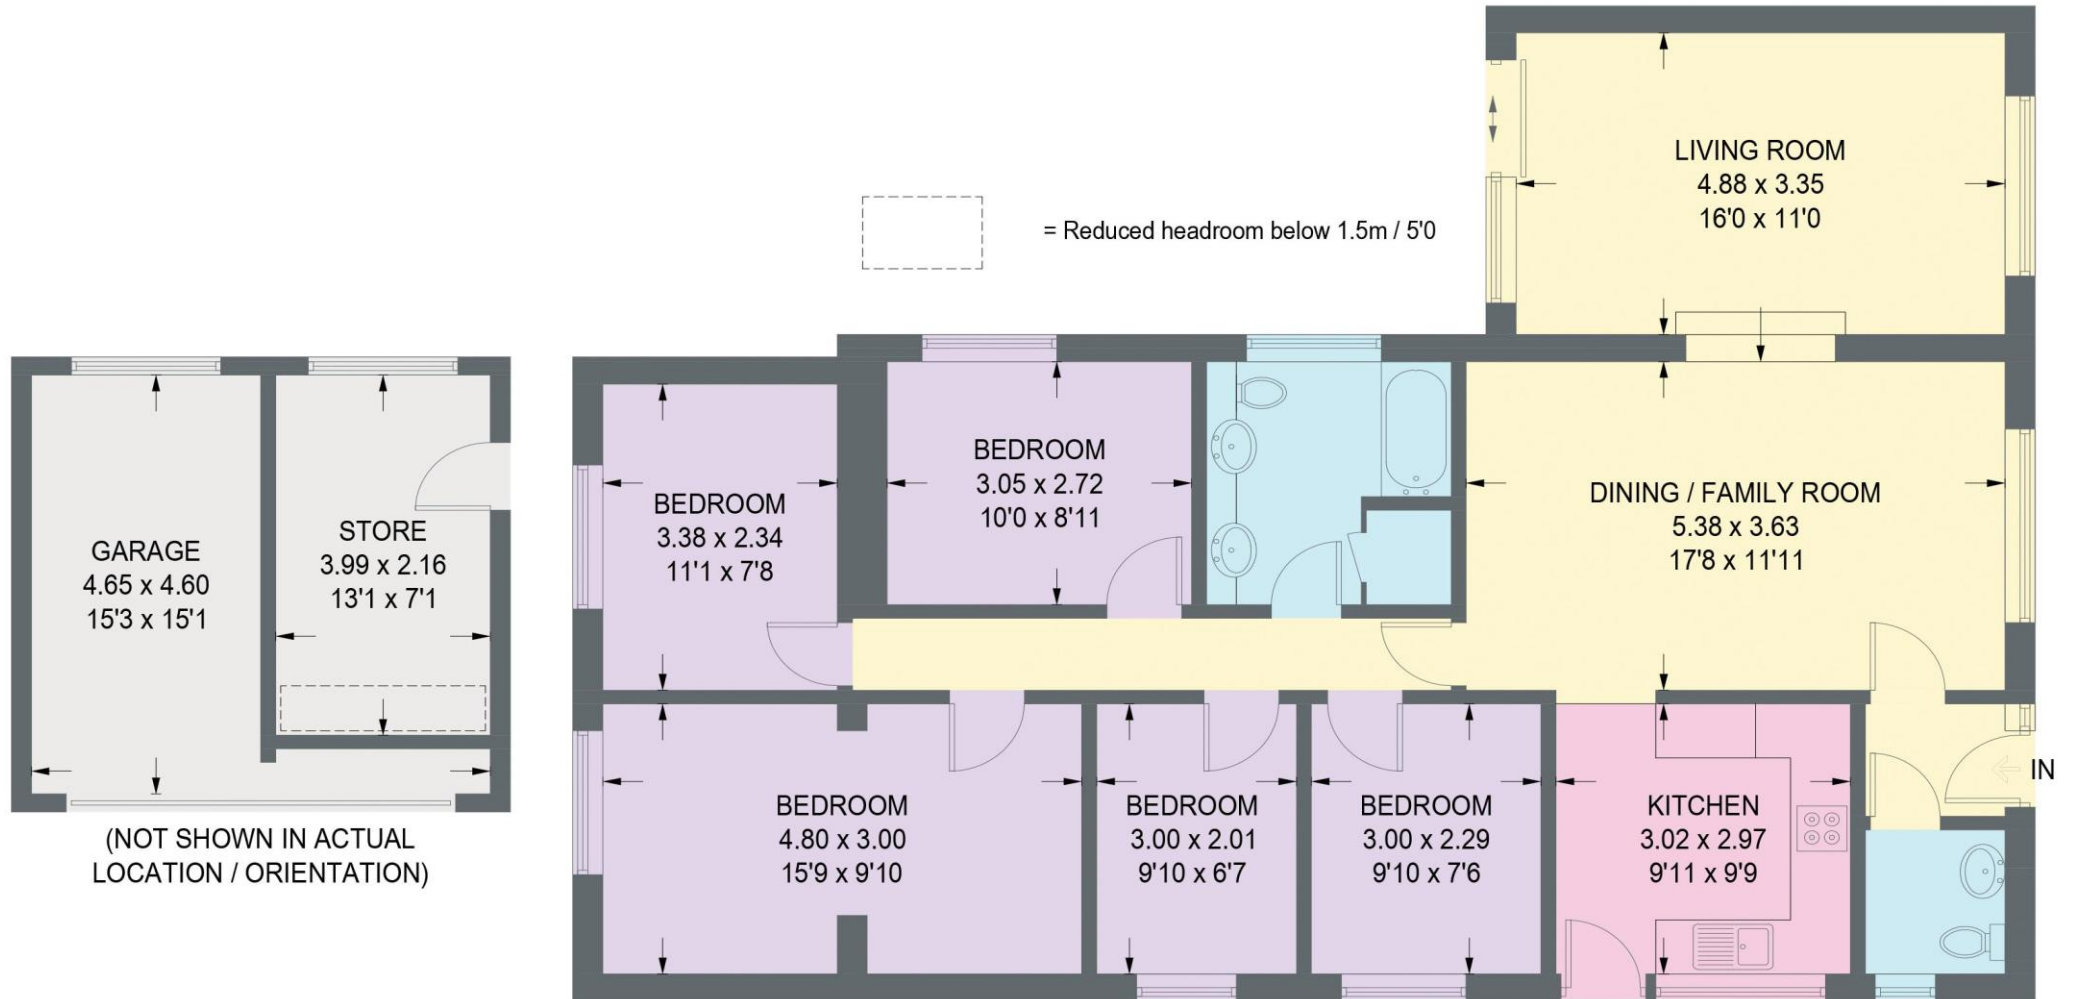 LIVING ROOM
4.88 x 3.35
16'0 x 11'0
= Reduced headroom below 1.5m / 5'0
BEDROOM
3.05 x 2.72
10'0 x 8'11
BEDROOM
3.38 x 2.34
11'1 x 7'8
DINING / FAMILY ROOM
5.38 x 3.63
17'8 x 11'11
GARAGE
4.65 x 4.60
15'3 x 15'1
STORE
3.99 x 2.16
13'1 x 7'1
(NOT SHOWN IN ACTUAL
LOCATION / ORIENTATION)
BEDROOM
4.80 x 3.00
15'9 x 9'10
BEDROOM
3.00 x 2.01
9'10 x 6'7
BEDROOM
3.00 x 2.29
9'10 x 7'6
KITCHEN
3.02 x 2.97
9'11 x 9'9
IN